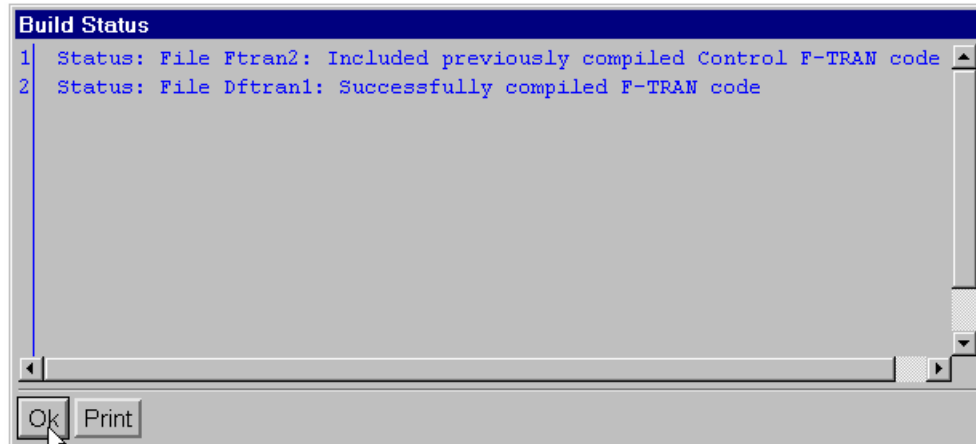 Build Status
1 Status: File Ftran2: Included previously compiled Control F-TRAN code
2 Status: File Dftran1: Successfully compiled F-TRAN code
Ok Print